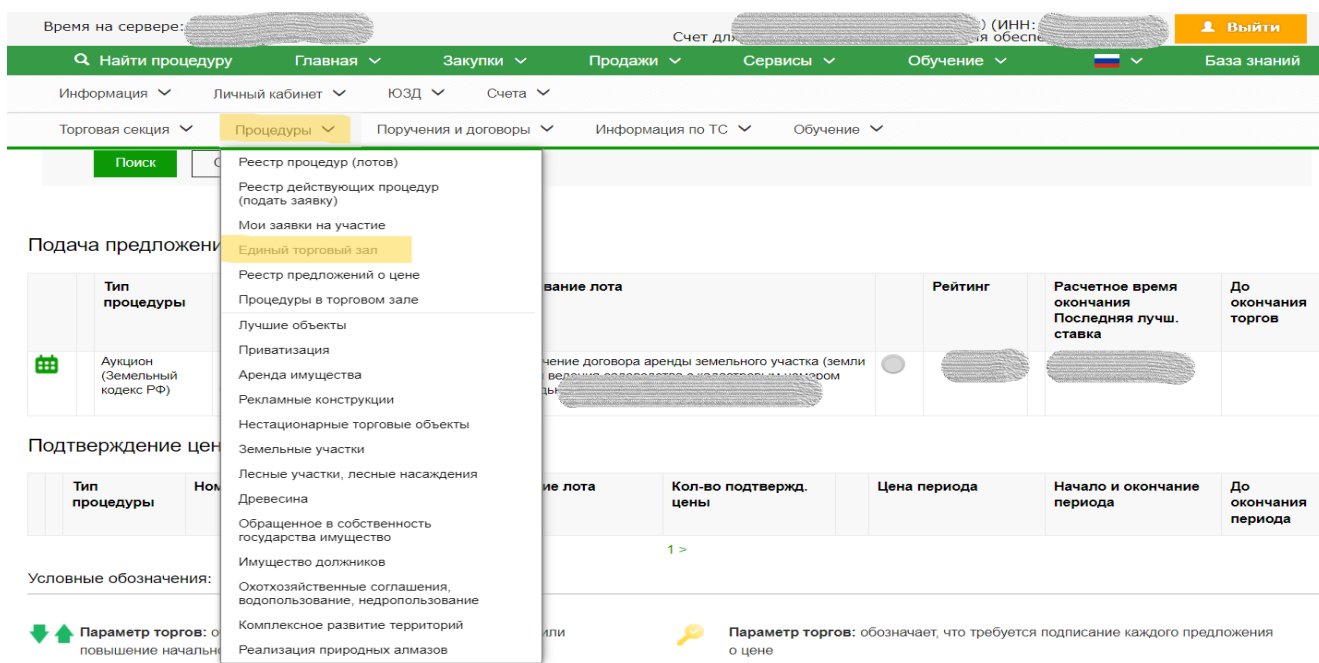 Время на сервере:
) (ИНН:
Счет для
Выйти
Найти процедуру Главная Закупки Продажи Сервисы Обучение База знаний
Информация Личный кабинет ЮЗД Счета
Торговая секция Процедуры Поручения и договоры Информация по ТС Обучение
Поиск
Реестр процедур (лотов)
Реестр действующих процедур
(подать заявку)
Мои заявки на участие
Единый торговый зал
Реестр предложений о цене
Процедуры в торговом зале
Лучшие объекты
Приватизация
Аренда имущества
Рекламные конструкции
Нестационарные торговые объекты
Земельные участки
Лесные участки, лесные насаждения
Древесина
Обращенное в собственность
государства имущество
Имущество должников
Охотхозяйственные соглашения,
водопользование, недропользование
Комплексное развитие территорий
Реализация природных алмазов
Подача предложени
Тип
процедуры
вание лота
Рейтинг
Расчетное время
окончания
Последняя лучш.
ставка
До
окончания
торгов
Аукцион
(Земельный
кодекс РФ)
чение договора аренды земельного участка (земли
Подтверждение цен
Тип
процедуры
Ном
ие лота
Кол-во подтвержд.
цены
Цена периода
Начало и окончание
периода
До
окончания
периода
1 >
Условные обозначения:
Параметр торгов: о
или
повышение начальн
Параметр торгов: обозначает, что требуется подписание каждого предложения
о цене